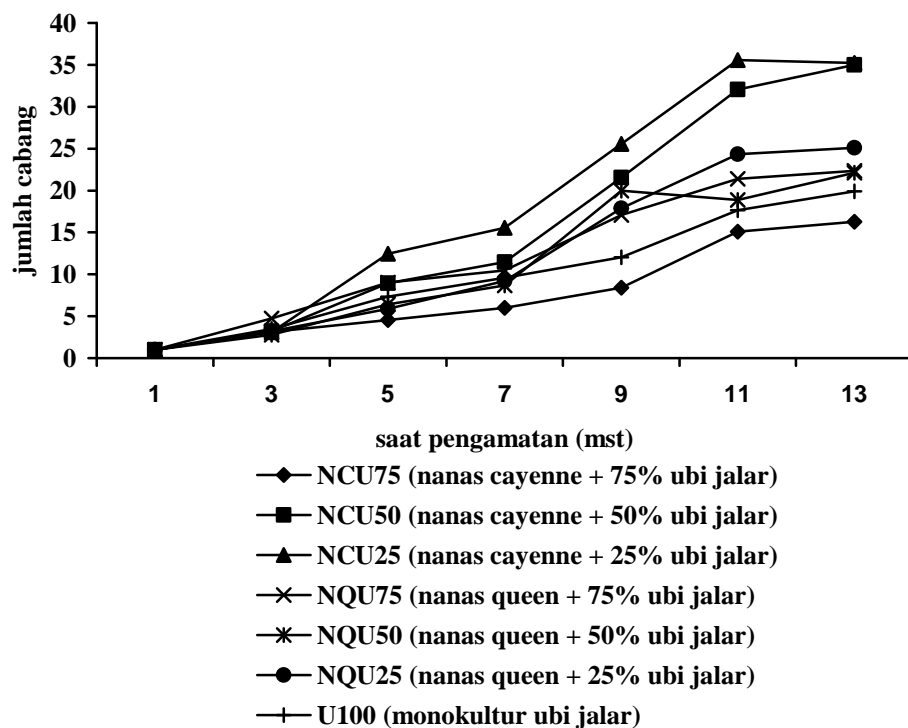 40
35
30
25
20
15
10
5
0
jumlah cabang
1 3 5 7 9 11 13
saat pengamatan (mst)
NCU75 (nanas cayenne + 75% ubi jalar)
NCU50 (nanas cayenne + 50% ubi jalar)
NCU25 (nanas cayenne + 25% ubi jalar)
NQU75 (nanas queen + 75% ubi jalar)
NQU50 (nanas queen + 50% ubi jalar)
NQU25 (nanas queen + 25% ubi jalar)
U100 (monokultur ubi jalar)